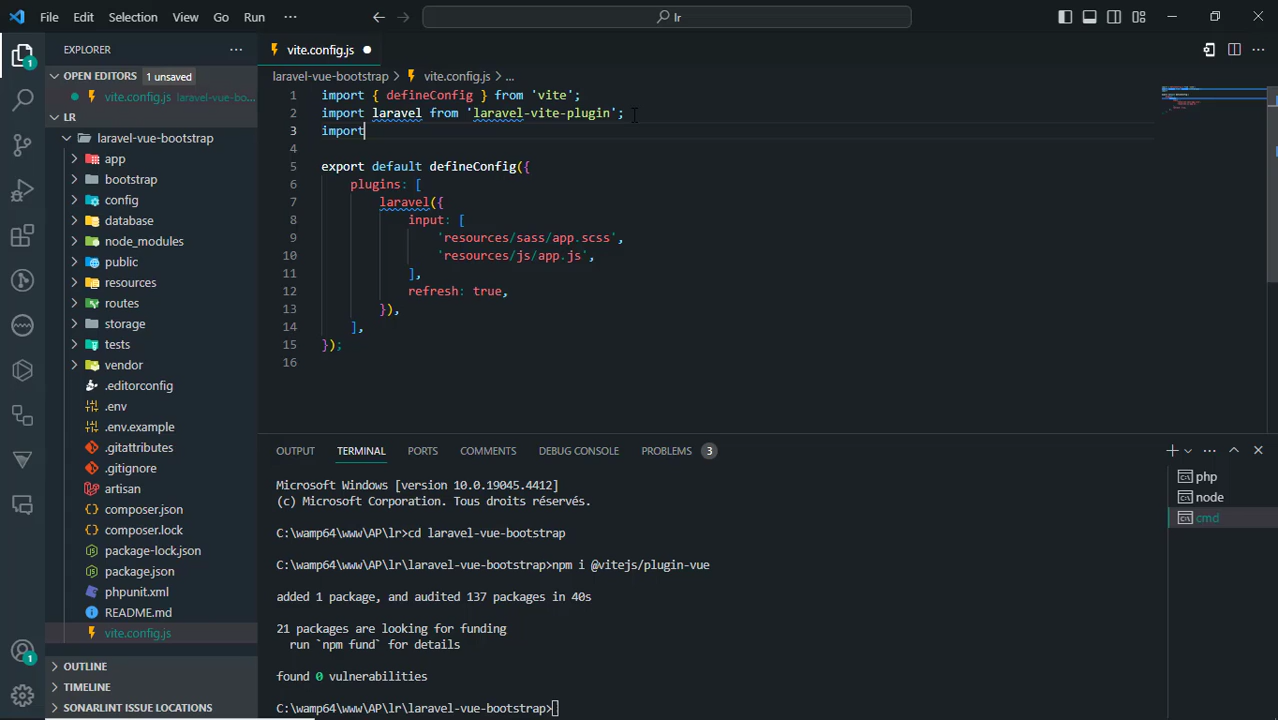 File Edit Selection View Go Run ··· lr
EXPLORER ···
OPEN EDITORS 1 unsaved
vite.config.js laravel-vue-bo...
LR
laravel-vue-bootstrap
app
bootstrap
config
database
node_modules
public
resources
routes
storage
tests
vendor
.editorconfig
.env
.env.example
.gitattributes
.gitignore
artisan
composer.json
composer.lock
package-lock.json
package.json
phpunit.xml
README.md
vite.config.js
OUTLINE
TIMELINE
SONARLINT ISSUE LOCATIONS
1
1
vite.config.js
laravel-vue-bootstrap > vite.config.js > ...
1 import { defineConfig } from 'vite';
2 import laravel from 'laravel-vite-plugin';
3 import
4
5 export default defineConfig({
6 plugins: [
7 laravel({
8 input: [
9 'resources/sass/app.scss',
10 'resources/js/app.js',
11 ],
12 refresh: true,
13 }),
14 ],
15 });
16
OUTPUT TERMINAL PORTS COMMENTS DEBUG CONSOLE PROBLEMS 3
Microsoft Windows [version 10.0.19045.4412]
(c) Microsoft Corporation. Tous droits réservés.
C:\wamp64\www\AP\lr>cd laravel-vue-bootstrap
C:\wamp64\www\AP\lr\laravel-vue-bootstrap>npm i @vitejs/plugin-vue
added 1 package, and audited 137 packages in 40s
21 packages are looking for funding
run `npm fund` for details
found 0 vulnerabilities
C:\wamp64\www\AP\lr\laravel-vue-bootstrap>
php
node
cmd